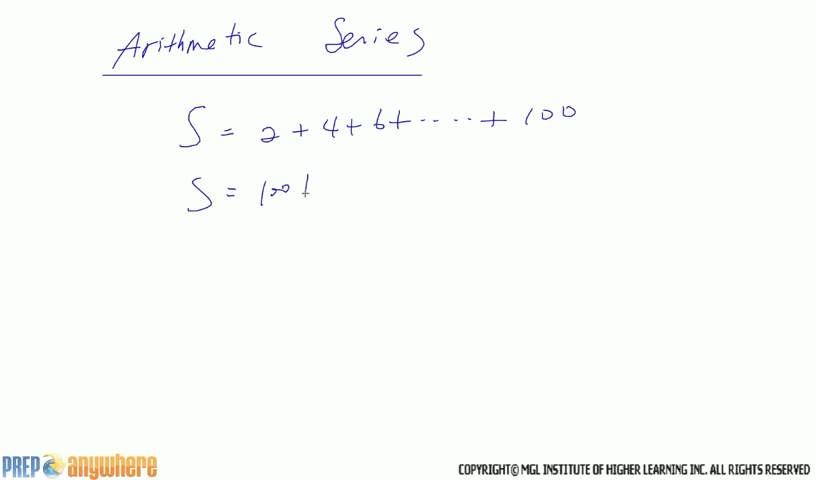 Arithmetic Series
S = 2 + 4 + 6 + ..... + 100
S = 100 +
PREP anywhere
COPYRIGHT© MGL INSTITUTE OF HIGHER LEARNING INC. ALL RIGHTS RESERVED